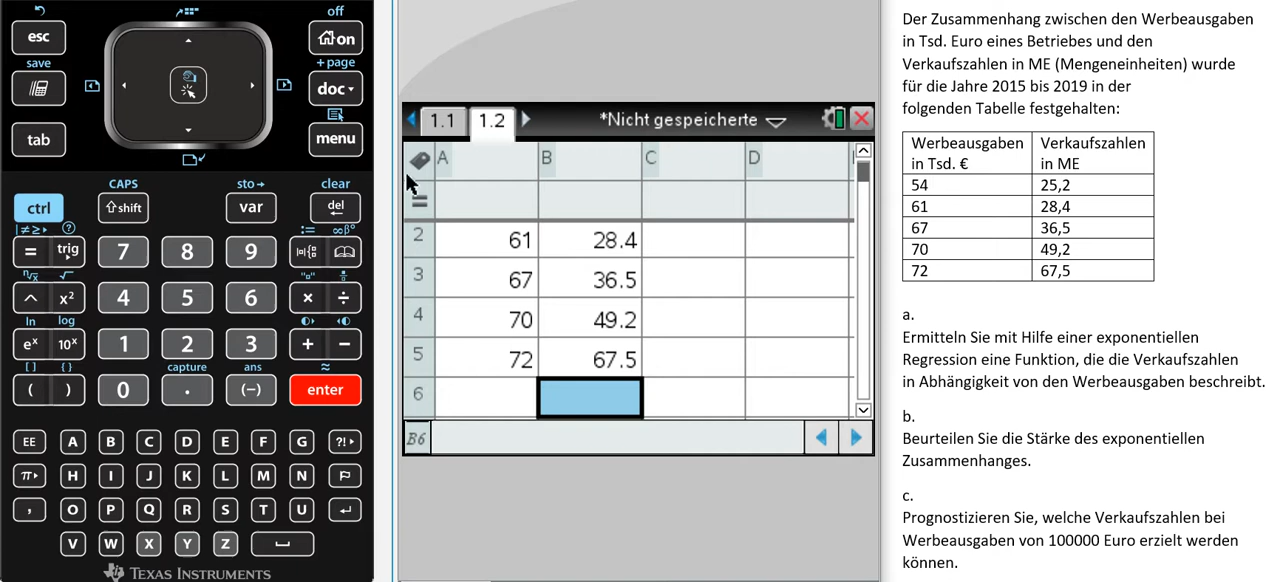 off
esc
on
save
+ page
doc▾
tab
menu
CAPS
sto→
clear
ctrl
⇧shift
var
del
|≠≥▸
?
:=
∞β°
=
trig
7
8
9
|□|{
ⁿ√x
√
"□"
^
x²
4
5
6
×
÷
ln
log
eˣ
10ˣ
1
2
3
+
−
[ ]
{ }
capture
ans
≈
(
)
0
.
(−)
enter
EE
A
B
C
D
E
F
G
?!▸
π▸
H
I
J
K
L
M
N
,
O
P
Q
R
S
T
U
V
W
X
Y
Z
TEXAS INSTRUMENTS
1.1
1.2
*Nicht gespeicherte
A
B
C
D
=
2 61 28.4
3 67 36.5
4 70 49.2
5 72 67.5
6
B6
Der Zusammenhang zwischen den Werbeausgaben
in Tsd. Euro eines Betriebes und den
Verkaufszahlen in ME (Mengeneinheiten) wurde
für die Jahre 2015 bis 2019 in der
folgenden Tabelle festgehalten:
Werbeausgaben Verkaufszahlen
in Tsd. € in ME
54 25,2
61 28,4
67 36,5
70 49,2
72 67,5
a.
Ermitteln Sie mit Hilfe einer exponentiellen
Regression eine Funktion, die die Verkaufszahlen
in Abhängigkeit von den Werbeausgaben beschreibt.
b.
Beurteilen Sie die Stärke des exponentiellen
Zusammenhanges.
c.
Prognostizieren Sie, welche Verkaufszahlen bei
Werbeausgaben von 100000 Euro erzielt werden
können.